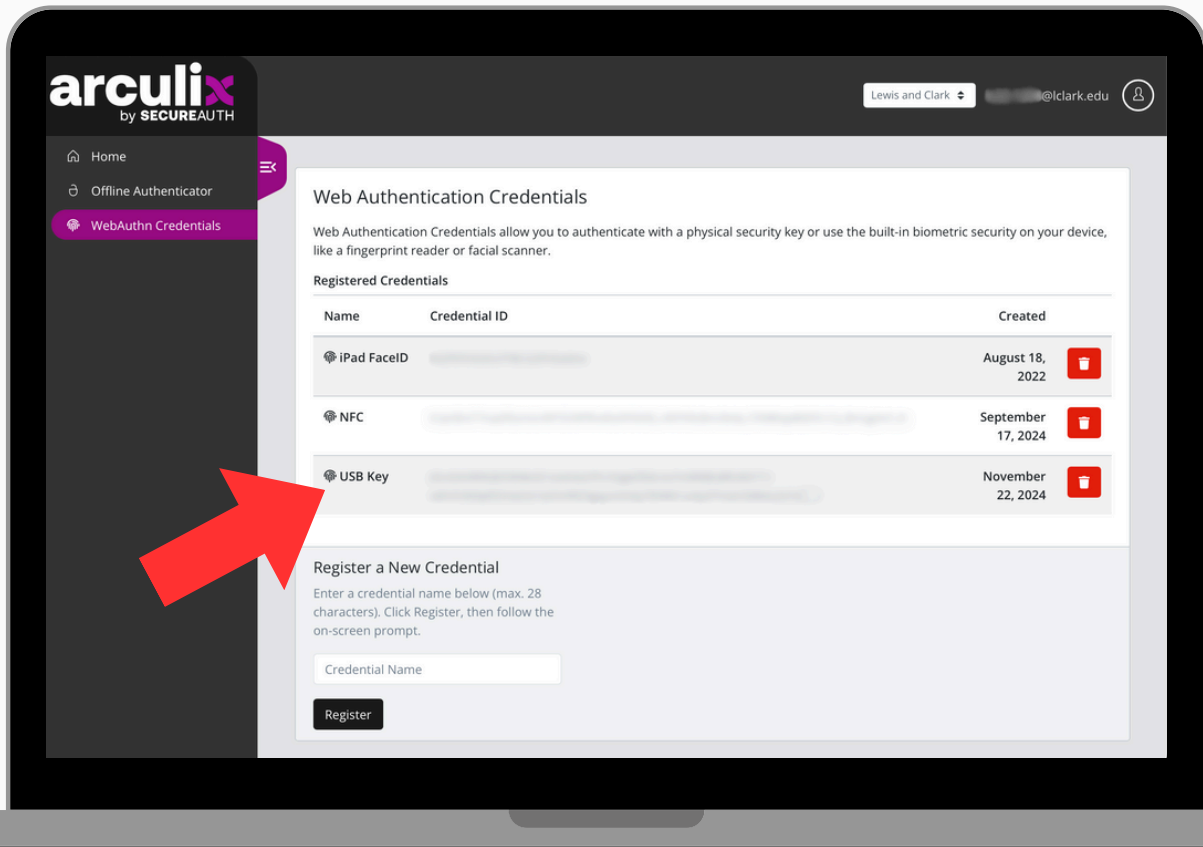 arculix
by SECUREAUTH
Lewis and Clark
@lclark.edu
Home
Offline Authenticator
WebAuthn Credentials
Web Authentication Credentials
Web Authentication Credentials allow you to authenticate with a physical security key or use the built-in biometric security on your device,
like a fingerprint reader or facial scanner.
Registered Credentials
Name Credential ID Created
iPad FaceID August 18,
2022
NFC September
17, 2024
USB Key November
22, 2024
Register a New Credential
Enter a credential name below (max. 28
characters). Click Register, then follow the
on-screen prompt.
Credential Name
Register